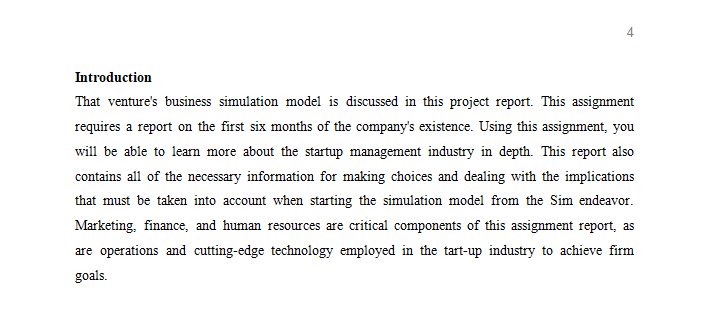 4
Introduction
That venture's business simulation model is discussed in this project report. This assignment
requires a report on the first six months of the company's existence. Using this assignment, you
will be able to learn more about the startup management industry in depth. This report also
contains all of the necessary information for making choices and dealing with the implications
that must be taken into account when starting the simulation model from the Sim endeavor.
Marketing, finance, and human resources are critical components of this assignment report, as
are operations and cutting-edge technology employed in the tart-up industry to achieve firm
goals.